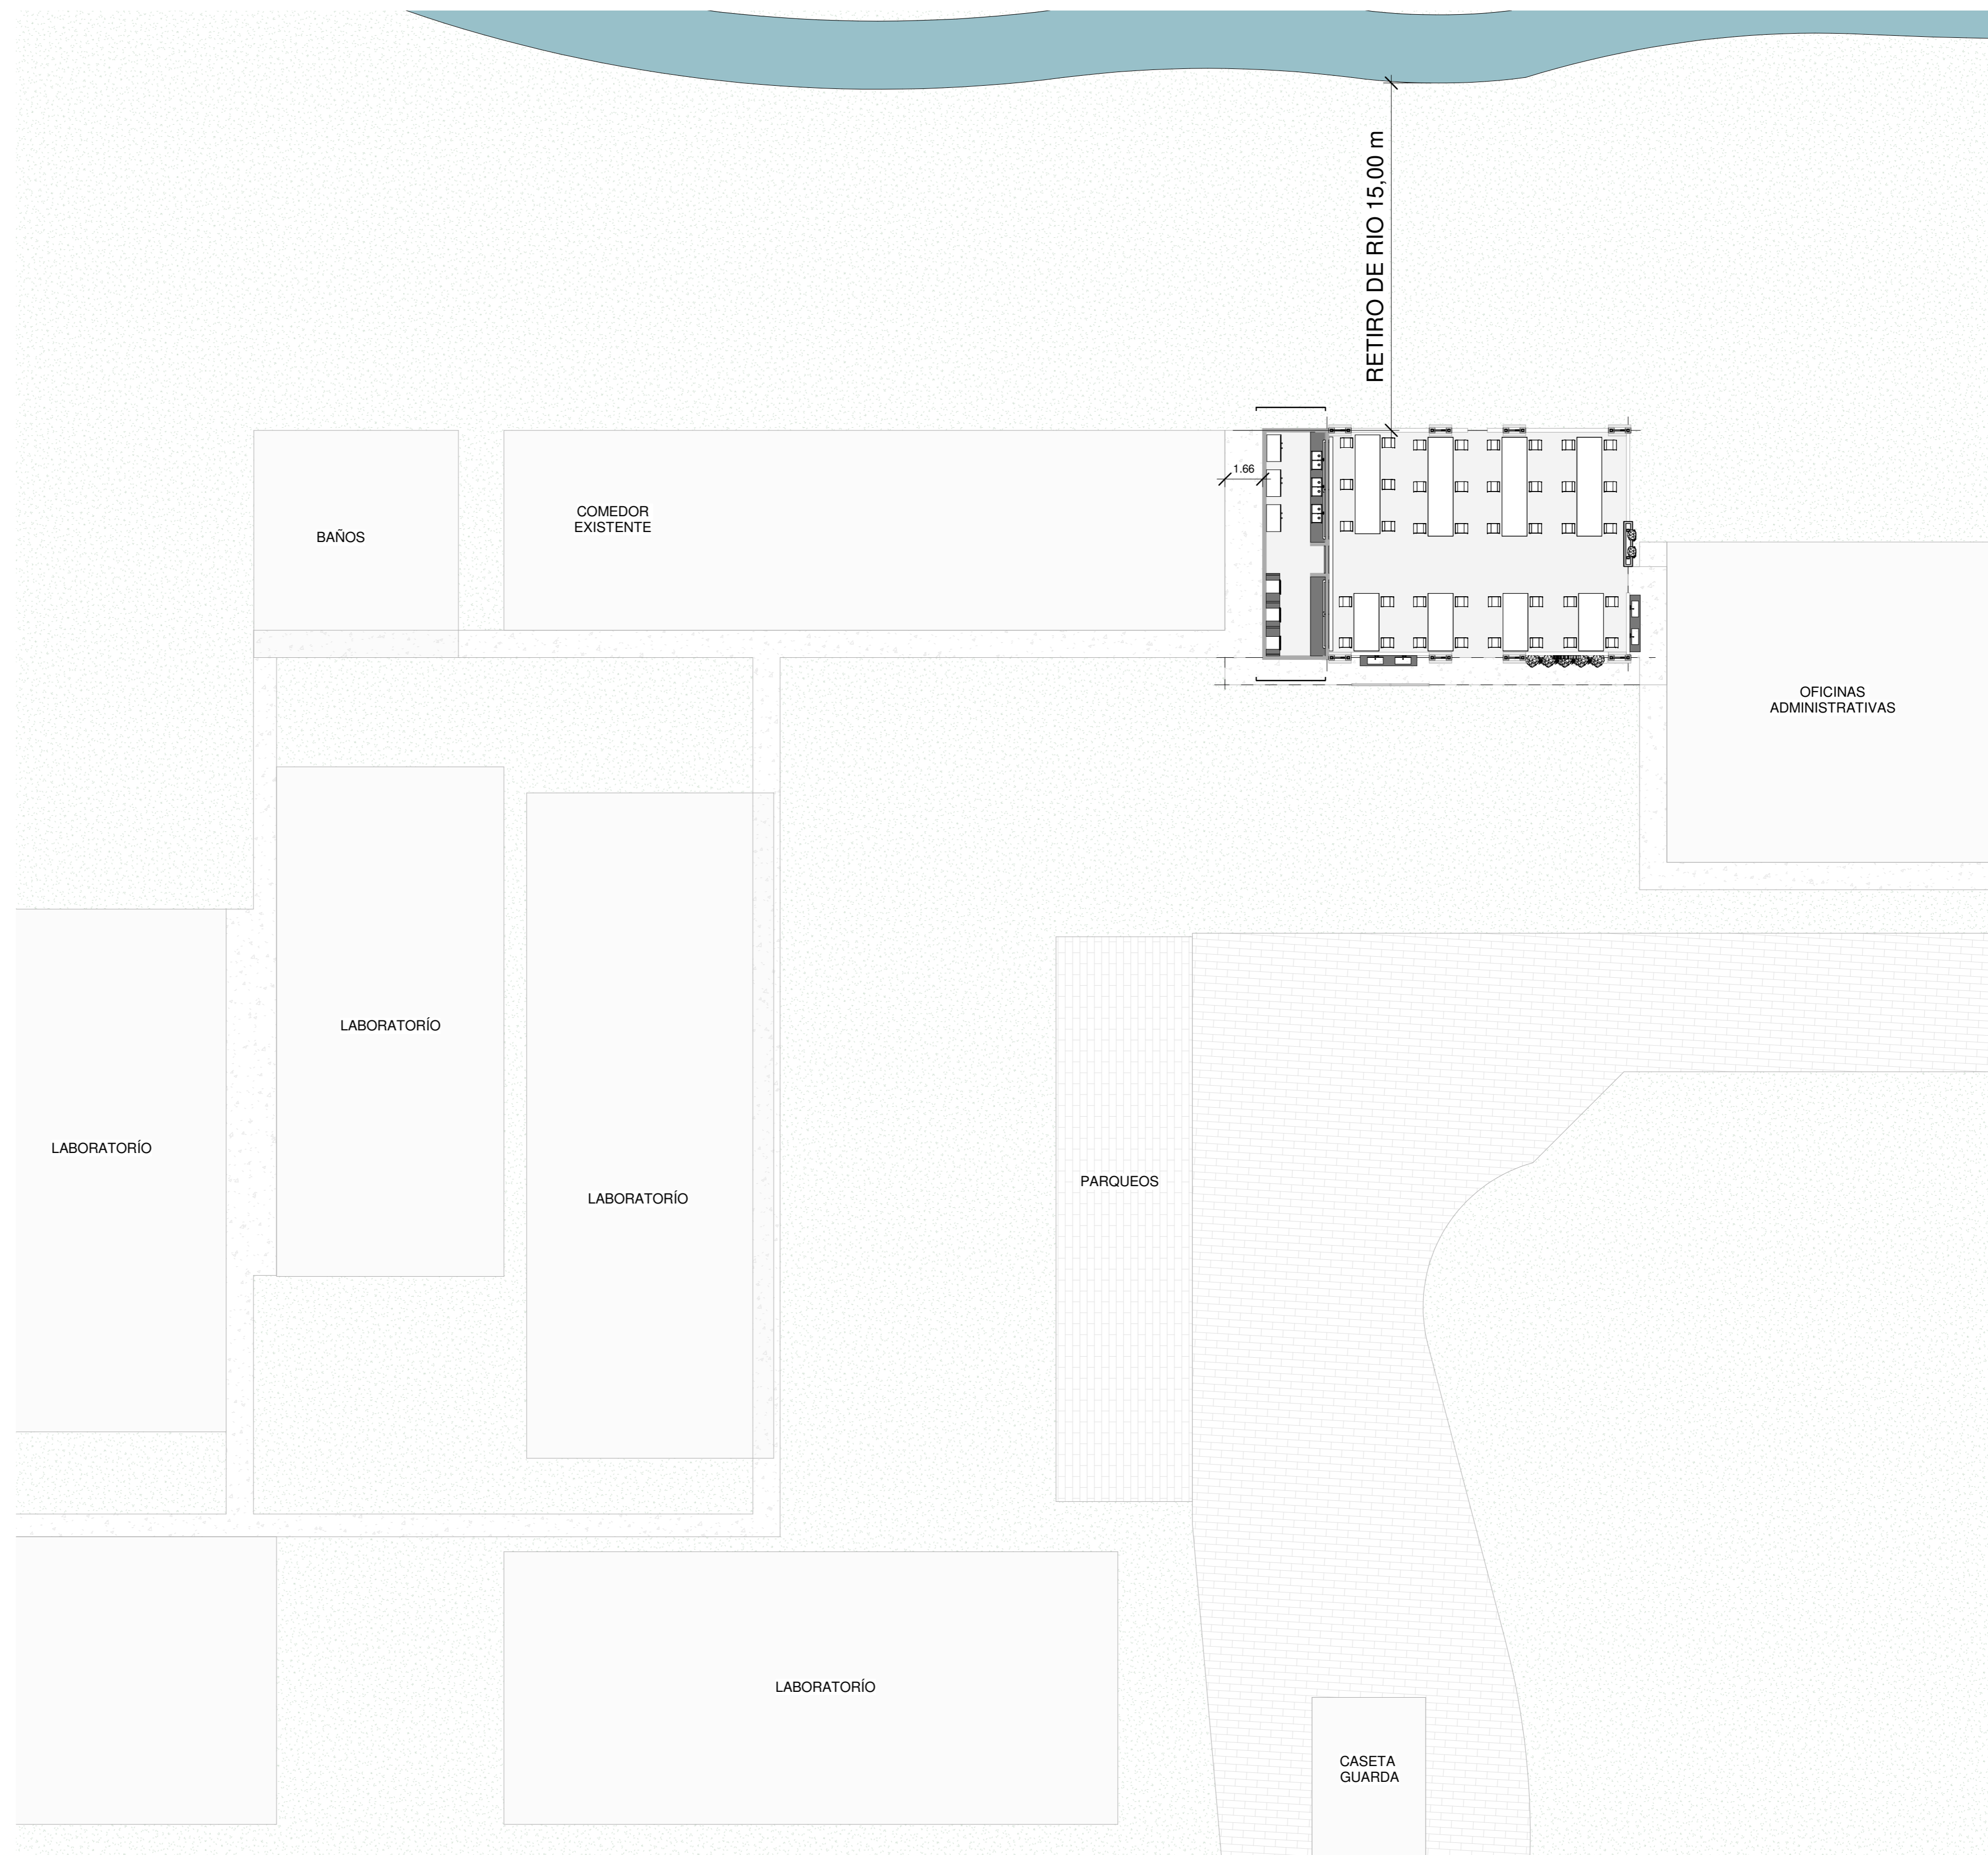 RETIRO DE RIO 15,00 m
1.66
COMEDOR
EXISTENTE
BAÑOS
OFICINAS
ADMINISTRATIVAS
LABORATORÍO
LABORATORÍO
PARQUEOS
LABORATORÍO
LABORATORÍO
CASETA
GUARDA